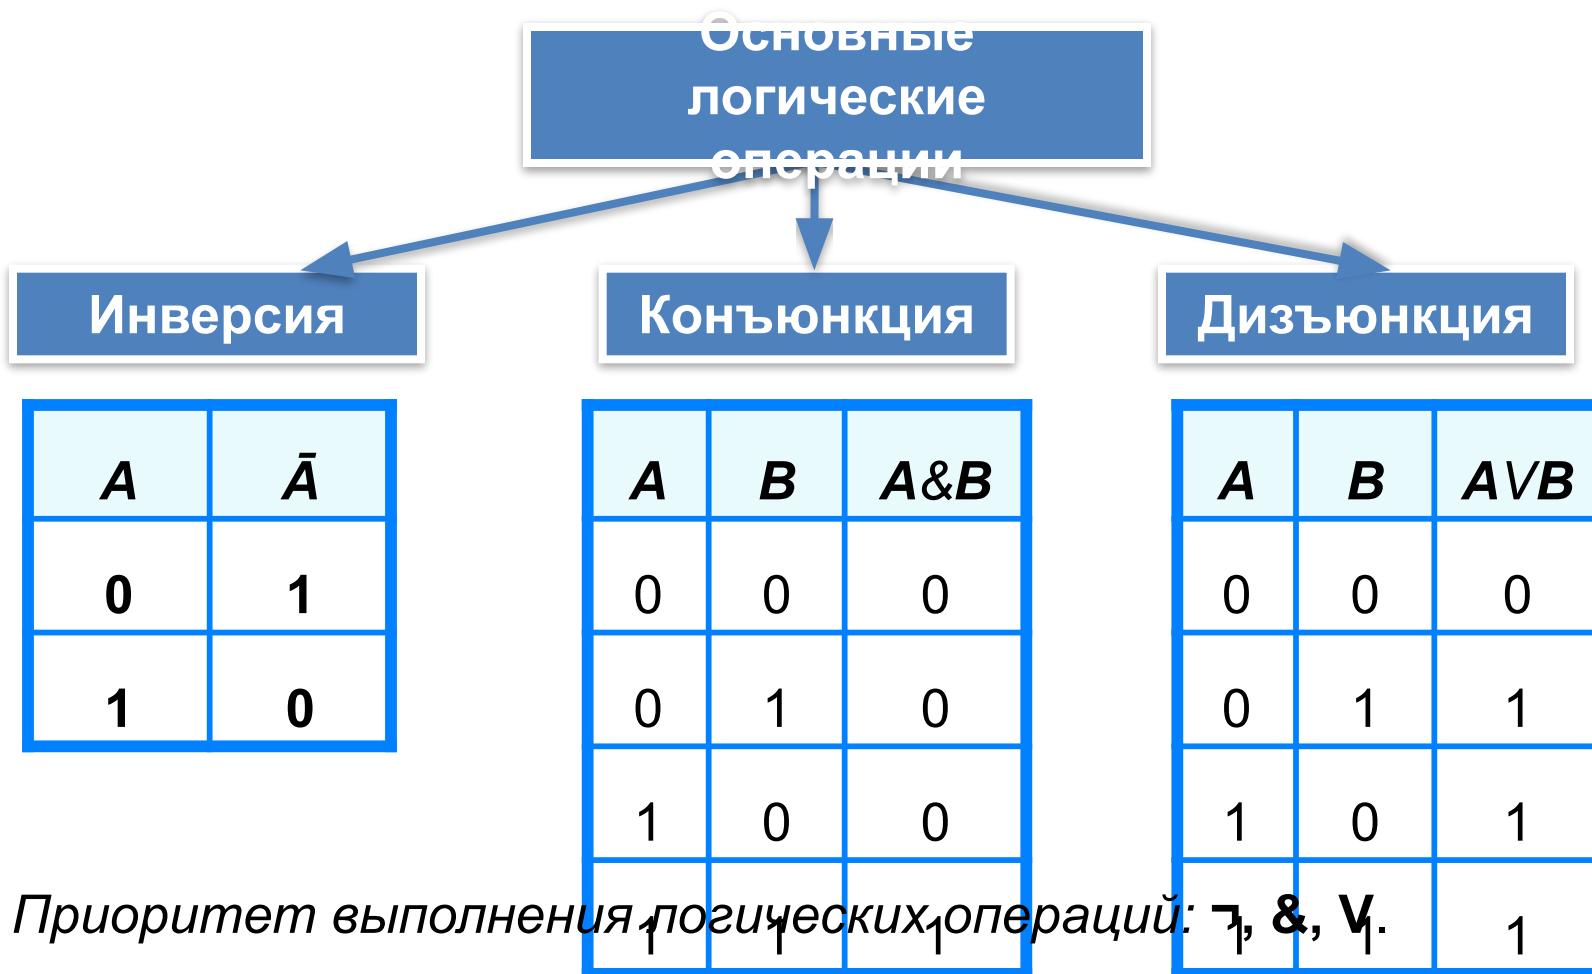 Основные
логические
операции
Инверсия
Конъюнкция
Дизъюнкция
A Ā
0 1
1 0
A B A&B
0 0 0
0 1 0
1 0 0
1 1 1
A B AVB
0 0 0
0 1 1
1 0 1
1 1 1
Приоритет выполнения логических операций: ¬, &, V.